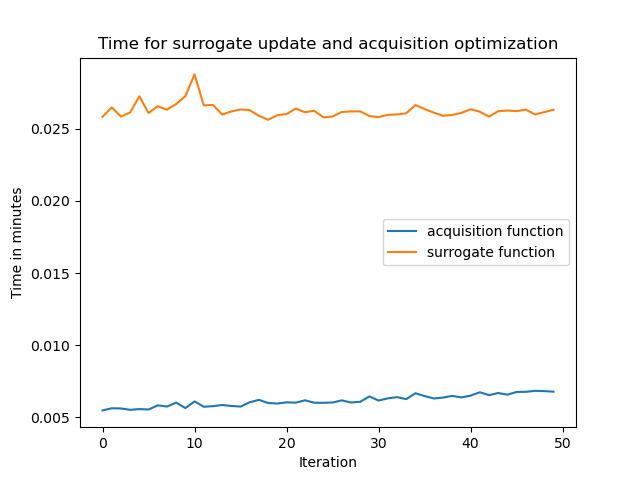 Time for surrogate update and acquisition optimization
Time in minutes
0.025
0.020
0.015
0.010
0.005
acquisition function
surrogate function
0 10 20 30 40 50
Iteration